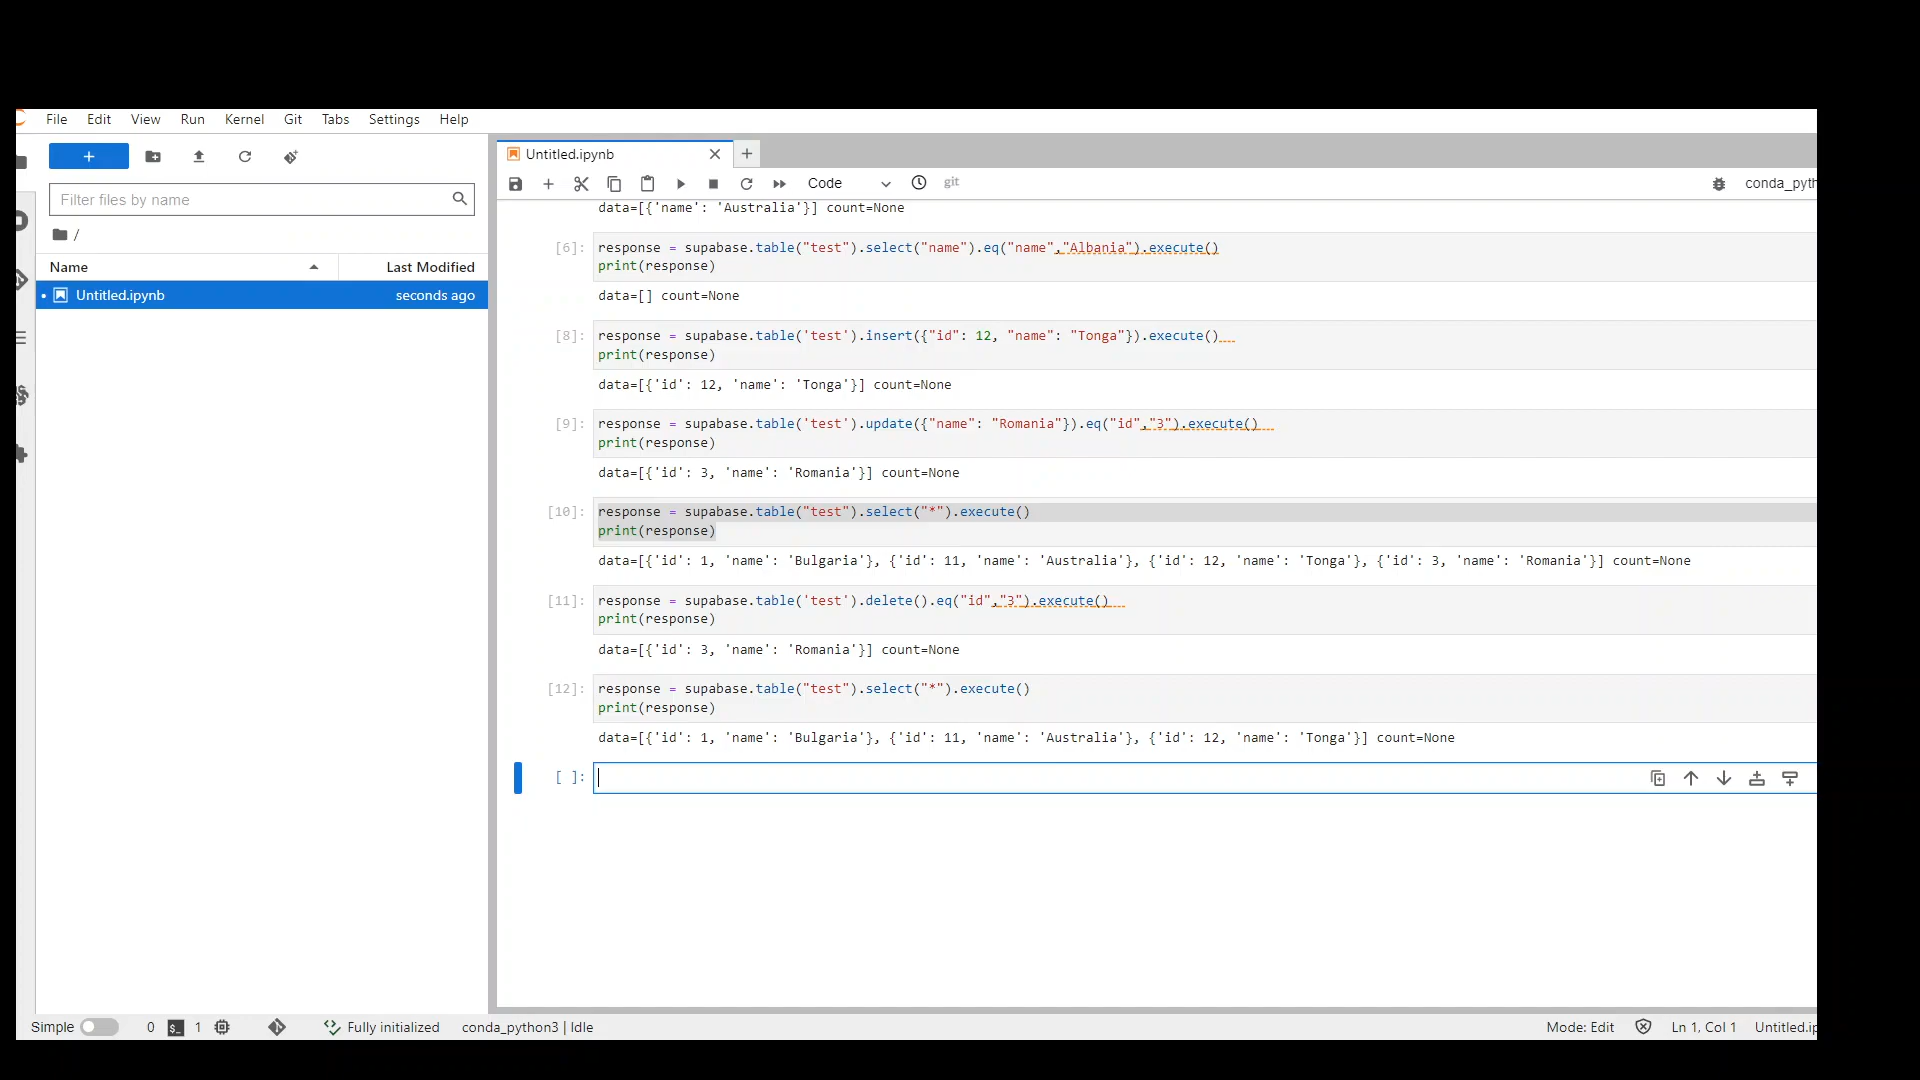 File Edit View Run Kernel Git Tabs Settings Help
+
Filter files by name
/
Name Last Modified
Untitled.ipynb seconds ago
Untitled.ipynb
Code git conda_pyth
data=[{'name': 'Australia'}] count=None
[6]: response = supabase.table("test").select("name").eq("name","Albania").execute()
print(response)
data=[] count=None
[8]: response = supabase.table('test').insert({"id": 12, "name": "Tonga"}).execute()
print(response)
data=[{'id': 12, 'name': 'Tonga'}] count=None
[9]: response = supabase.table('test').update({"name": "Romania"}).eq("id","3").execute()
print(response)
data=[{'id': 3, 'name': 'Romania'}] count=None
[10]: response = supabase.table("test").select("*").execute()
print(response)
data=[{'id': 1, 'name': 'Bulgaria'}, {'id': 11, 'name': 'Australia'}, {'id': 12, 'name': 'Tonga'}, {'id': 3, 'name': 'Romania'}] count=None
[11]: response = supabase.table('test').delete().eq("id","3").execute()
print(response)
data=[{'id': 3, 'name': 'Romania'}] count=None
[12]: response = supabase.table("test").select("*").execute()
print(response)
data=[{'id': 1, 'name': 'Bulgaria'}, {'id': 11, 'name': 'Australia'}, {'id': 12, 'name': 'Tonga'}] count=None
[ ]:
Simple 0 $_ 1 Fully initialized conda_python3 | Idle Mode: Edit Ln 1, Col 1 Untitled.ip